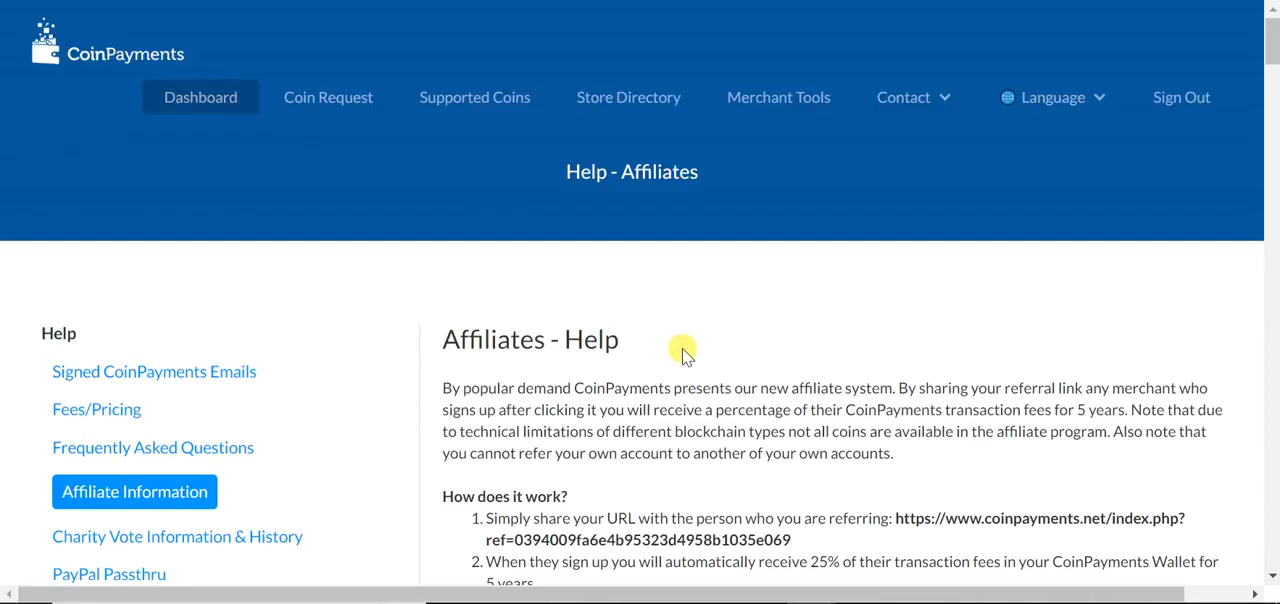 CoinPayments
Dashboard Coin Request Supported Coins Store Directory Merchant Tools Contact Language Sign Out
Help - Affiliates
Help
Signed CoinPayments Emails
Fees/Pricing
Frequently Asked Questions
Affiliate Information
Charity Vote Information & History
PayPal Passthru
Affiliates - Help
By popular demand CoinPayments presents our new affiliate system. By sharing your referral link any merchant who
signs up after clicking it you will receive a percentage of their CoinPayments transaction fees for 5 years. Note that due
to technical limitations of different blockchain types not all coins are available in the affiliate program. Also note that
you cannot refer your own account to another of your own accounts.
How does it work?
1. Simply share your URL with the person who you are referring: https://www.coinpayments.net/index.php?
ref=0394009fa6e4b95323d4958b1035e069
2. When they sign up you will automatically receive 25% of their transaction fees in your CoinPayments Wallet for
5 years